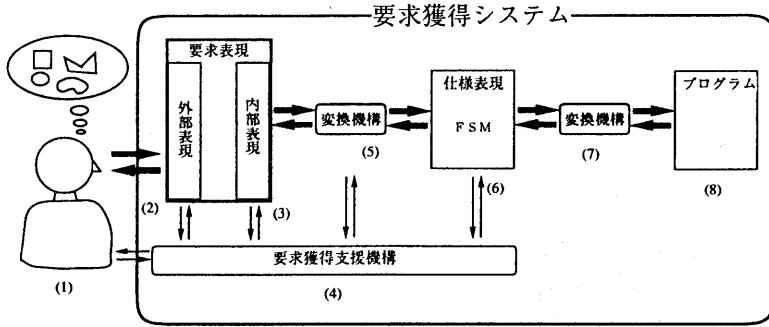 要求獲得システム
要求表現
外部表現
内部表現
変換機構
仕様表現
FSM
変換機構
プログラム
(5)
(7)
(6)
(8)
(2)
(3)
要求獲得支援機構
(1)
(4)